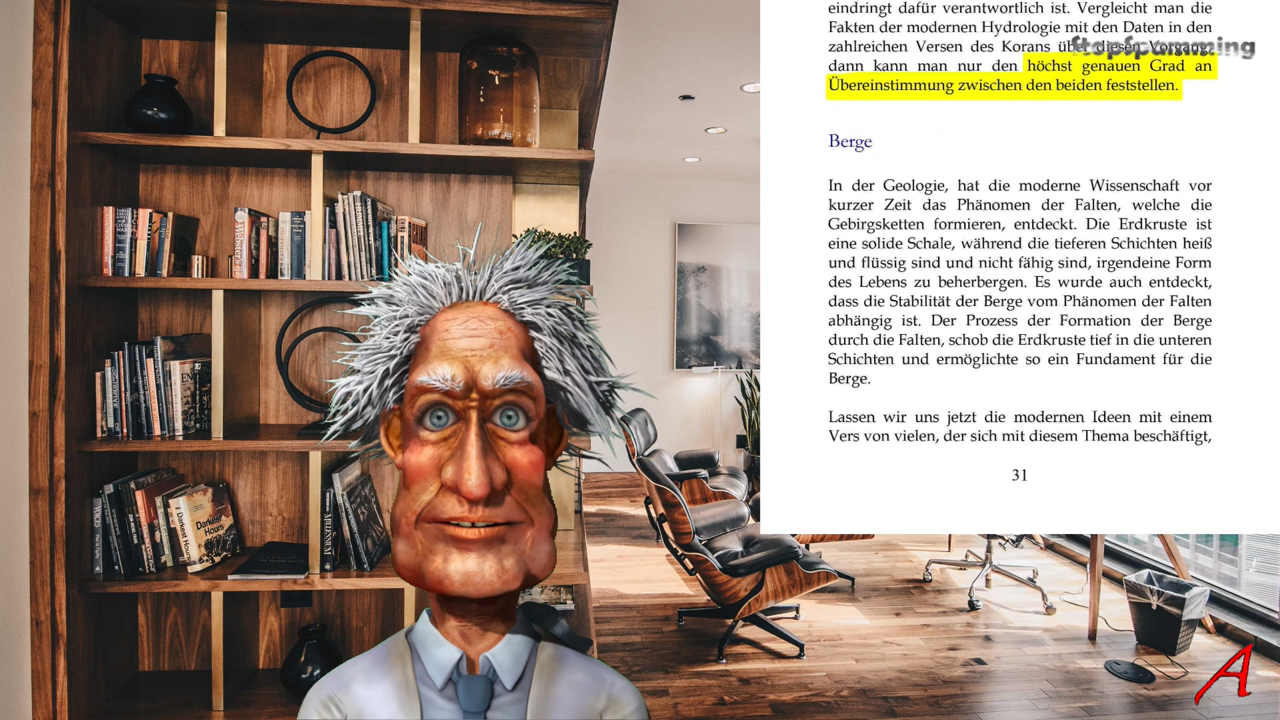 eindringt dafür verantwortlich ist. Vergleicht man die
Fakten der modernen Hydrologie mit den Daten in den
zahlreichen Versen des Korans über diesen Vorgang,
dann kann man nur den höchst genauen Grad an
Übereinstimmung zwischen den beiden feststellen.
Berge
In der Geologie, hat die moderne Wissenschaft vor
kurzer Zeit das Phänomen der Falten, welche die
Gebirgsketten formieren, entdeckt. Die Erdkruste ist
eine solide Schale, während die tieferen Schichten heiß
und flüssig sind und nicht fähig sind, irgendeine Form
des Lebens zu beherbergen. Es wurde auch entdeckt,
dass die Stabilität der Berge vom Phänomen der Falten
abhängig ist. Der Prozess der Formation der Berge
durch die Falten, schob die Erdkruste tief in die unteren
Schichten und ermöglichte so ein Fundament für die
Berge.
Lassen wir uns jetzt die modernen Ideen mit einem
Vers von vielen, der sich mit diesem Thema beschäftigt,
31
Darkest
Hours
A